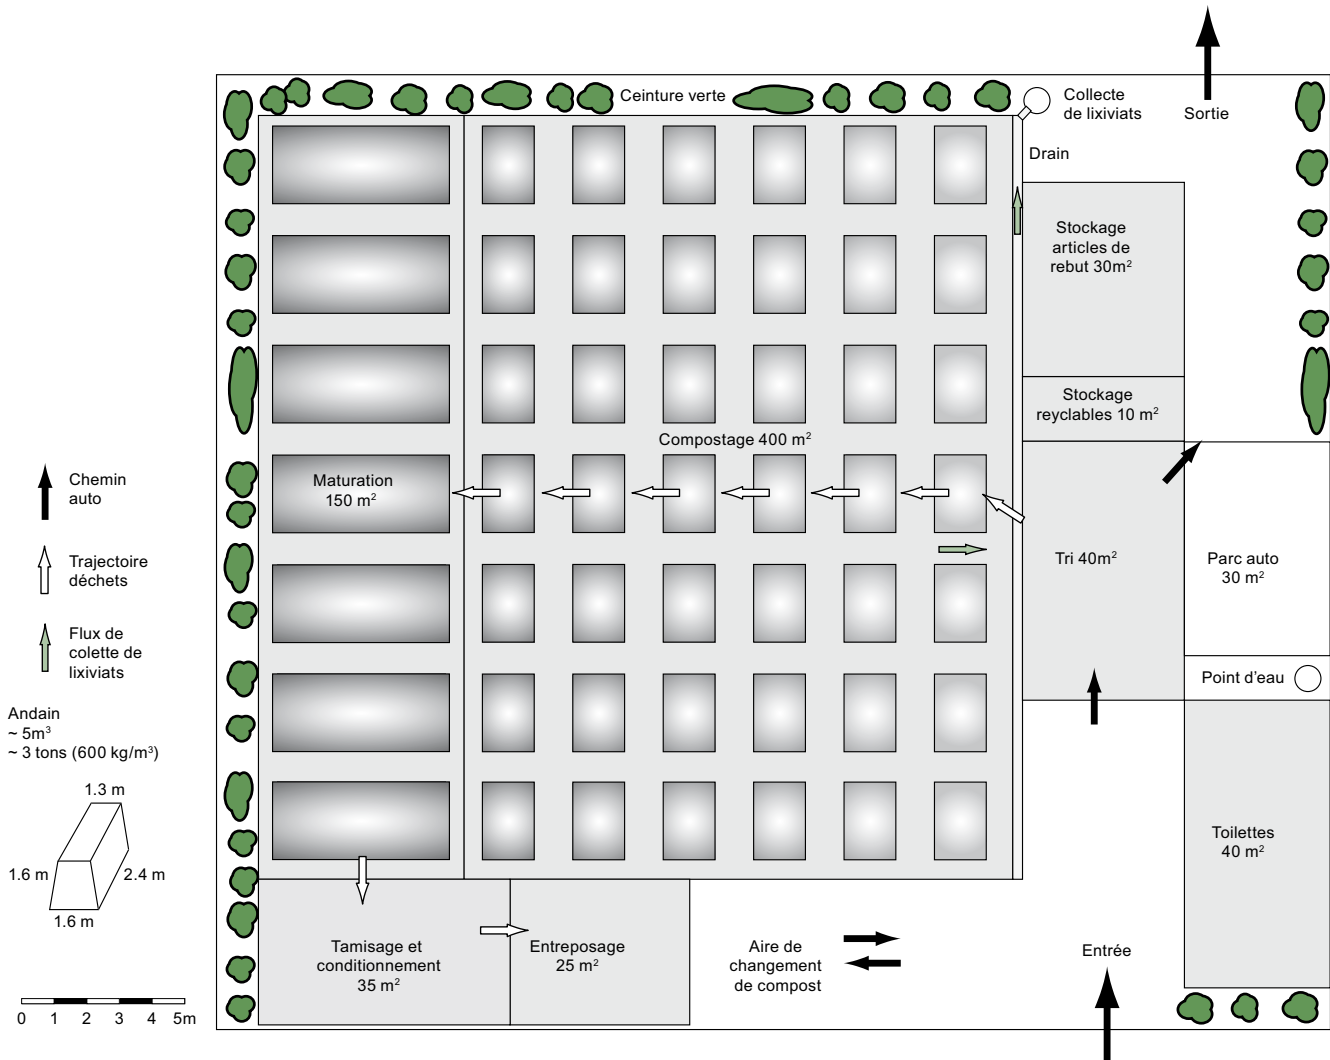 Ceinture verte
Collecte
de lixiviats
Sortie
Drain
Stockage
articles de
rebut 30m²
Stockage
reyclables 10 m²
Compostage 400 m²
Maturation
150 m²
Tri 40m²
Parc auto
30 m²
Point d'eau
Toilettes
40 m²
Chemin
auto
Trajectoire
déchets
Flux de
colette de
lixiviats
Andain
~ 5m³
~ 3 tons (600 kg/m³)
1.3 m
1.6 m
2.4 m
1.6 m
0 1 2 3 4 5m
Tamisage et
conditionnement
35 m²
Entreposage
25 m²
Aire de
changement
de compost
Entrée